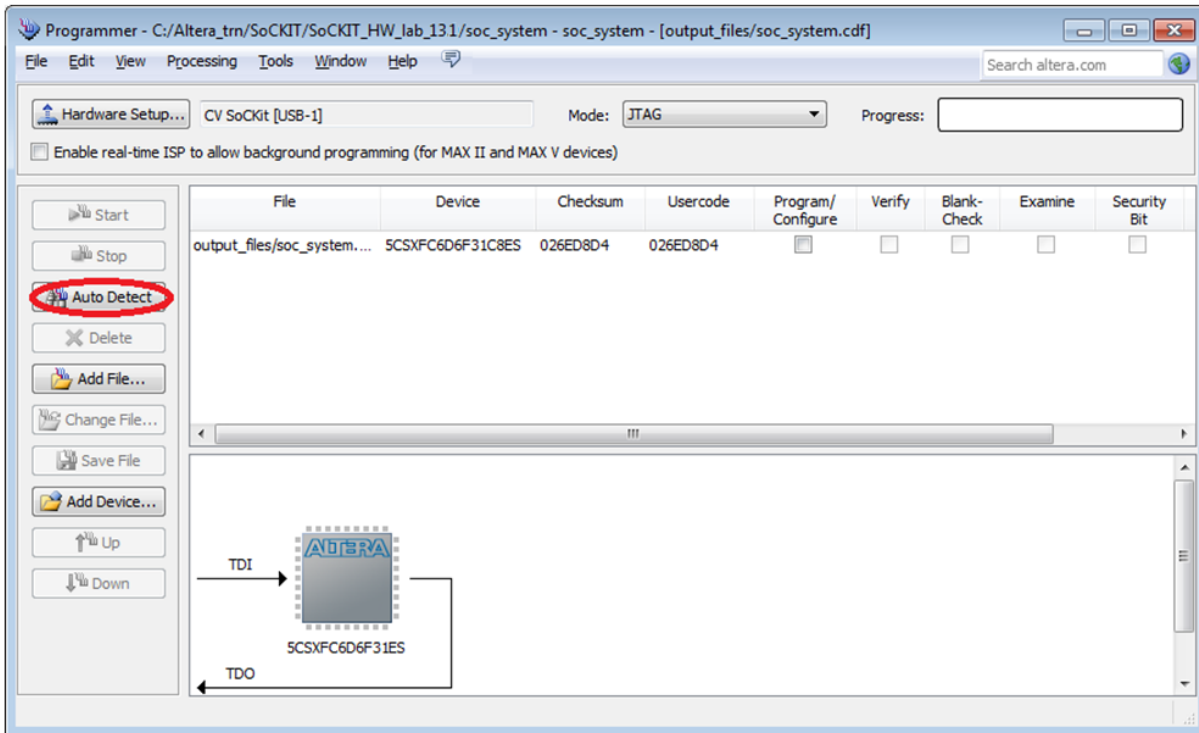 Programmer - C:/Altera_trn/SoCKIT/SoCKIT_HW_lab_13.1/soc_system - soc_system - [output_files/soc_system.cdf]
File Edit View Processing Tools Window Help Search altera.com
Hardware Setup... CV SoCKit [USB-1] Mode: JTAG Progress:
Enable real-time ISP to allow background programming (for MAX II and MAX V devices)
Start
Stop
Auto Detect
Delete
Add File...
Change File...
Save File
Add Device...
Up
Down
File Device Checksum Usercode Program/ Verify Blank- Examine Security
Configure Check Bit
output_files/soc_system.... 5CSXFC6D6F31C8ES 026ED8D4 026ED8D4
TDI
ALTERA
5CSXFC6D6F31ES
TDO